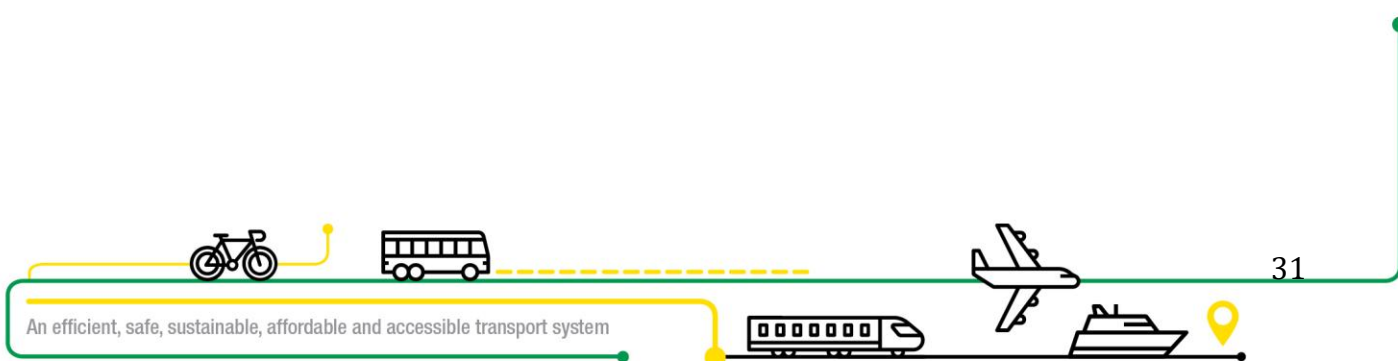 31
An efficient, safe, sustainable, affordable and accessible transport system